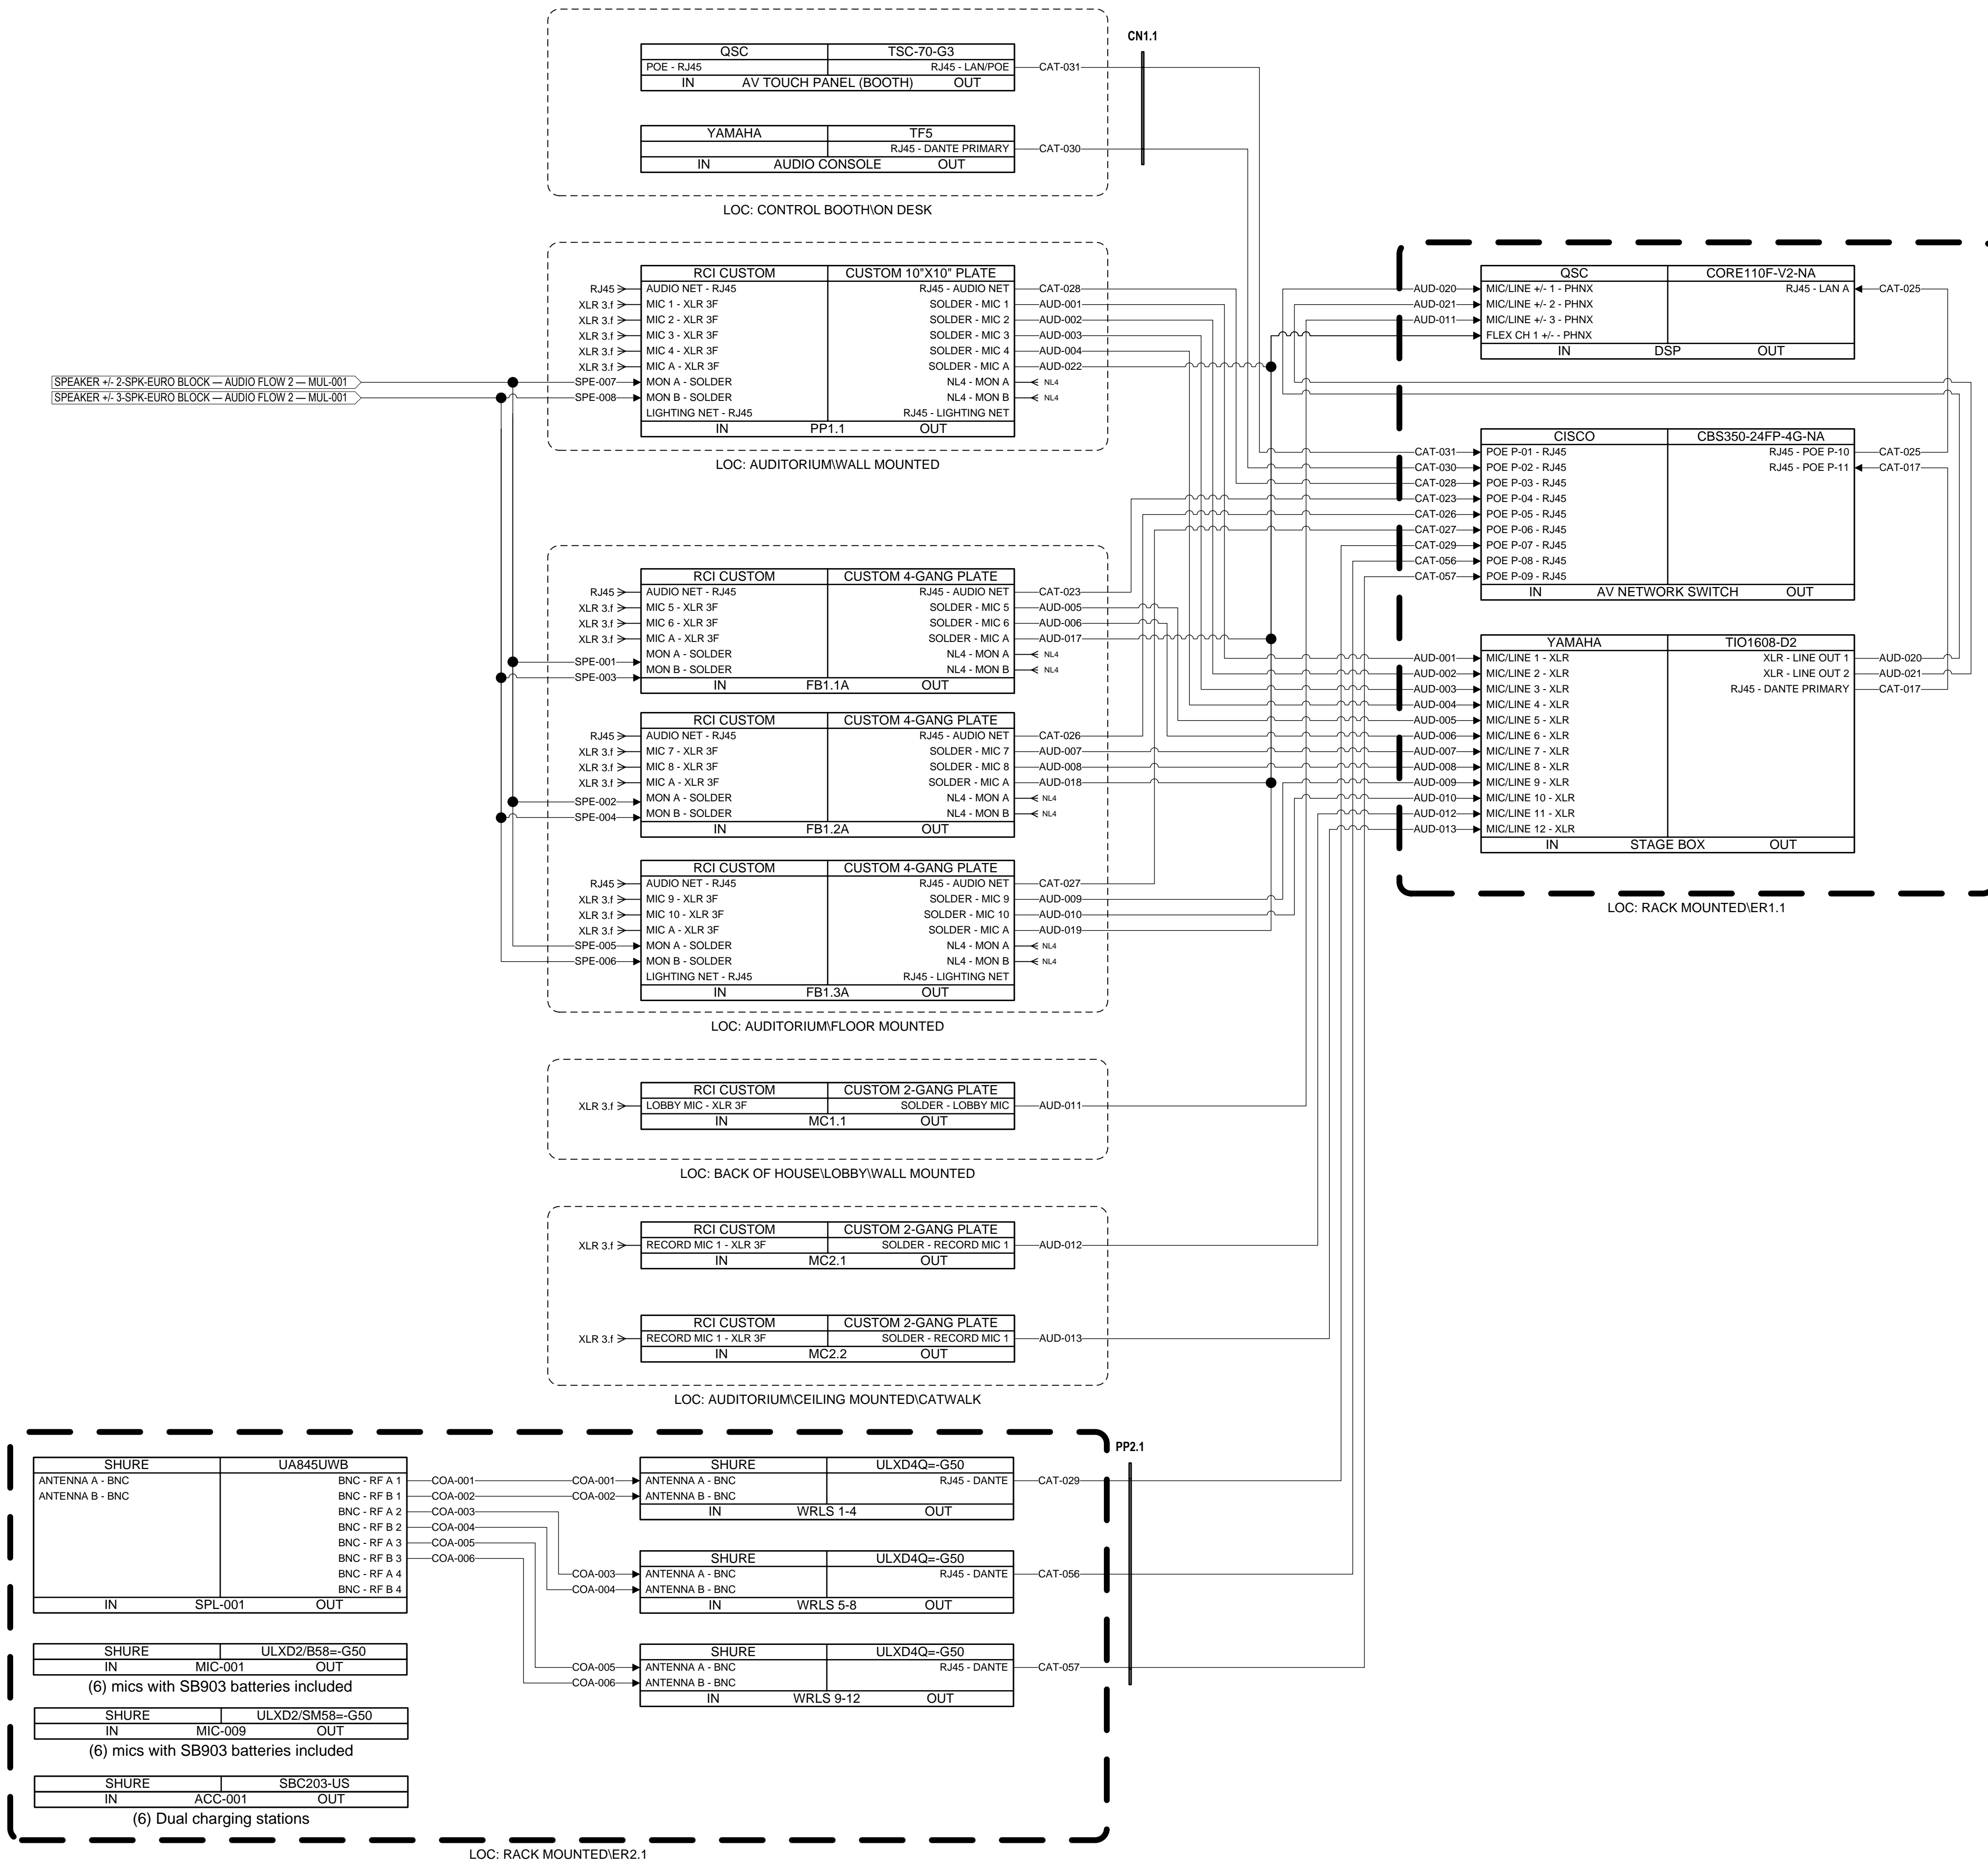 CN1.1
QSC TSC-70-G3
POE - RJ45 RJ45 - LAN/POE CAT-031
IN AV TOUCH PANEL (BOOTH) OUT
YAMAHA TF5
RJ45 - DANTE PRIMARY CAT-030
IN AUDIO CONSOLE OUT
LOC: CONTROL BOOTH\ON DESK
RCI CUSTOM CUSTOM 10"X10" PLATE
RJ45 AUDIO NET - RJ45 RJ45 - AUDIO NET CAT-028
XLR 3.f MIC 1 - XLR 3F SOLDER - MIC 1 AUD-001
XLR 3.f MIC 2 - XLR 3F SOLDER - MIC 2 AUD-002
XLR 3.f MIC 3 - XLR 3F SOLDER - MIC 3 AUD-003
XLR 3.f MIC 4 - XLR 3F SOLDER - MIC 4 AUD-004
XLR 3.f MIC A - XLR 3F SOLDER - MIC A AUD-022
SPEAKER +/- 2-SPK-EURO BLOCK — AUDIO FLOW 2 — MUL-001 SPE-007 MON A - SOLDER NL4 - MON A NL4
SPEAKER +/- 3-SPK-EURO BLOCK — AUDIO FLOW 2 — MUL-001 SPE-008 MON B - SOLDER NL4 - MON B NL4
LIGHTING NET - RJ45 RJ45 - LIGHTING NET
IN PP1.1 OUT
LOC: AUDITORIUM\WALL MOUNTED
RCI CUSTOM CUSTOM 4-GANG PLATE
RJ45 AUDIO NET - RJ45 RJ45 - AUDIO NET CAT-023
XLR 3.f MIC 5 - XLR 3F SOLDER - MIC 5 AUD-005
XLR 3.f MIC 6 - XLR 3F SOLDER - MIC 6 AUD-006
XLR 3.f MIC A - XLR 3F SOLDER - MIC A AUD-017
SPE-001 MON A - SOLDER NL4 - MON A NL4
SPE-003 MON B - SOLDER NL4 - MON B NL4
IN FB1.1A OUT
RCI CUSTOM CUSTOM 4-GANG PLATE
RJ45 AUDIO NET - RJ45 RJ45 - AUDIO NET CAT-026
XLR 3.f MIC 7 - XLR 3F SOLDER - MIC 7 AUD-007
XLR 3.f MIC 8 - XLR 3F SOLDER - MIC 8 AUD-008
XLR 3.f MIC A - XLR 3F SOLDER - MIC A AUD-018
SPE-002 MON A - SOLDER NL4 - MON A NL4
SPE-004 MON B - SOLDER NL4 - MON B NL4
IN FB1.2A OUT
RCI CUSTOM CUSTOM 4-GANG PLATE
RJ45 AUDIO NET - RJ45 RJ45 - AUDIO NET CAT-027
XLR 3.f MIC 9 - XLR 3F SOLDER - MIC 9 AUD-009
XLR 3.f MIC 10 - XLR 3F SOLDER - MIC 10 AUD-010
XLR 3.f MIC A - XLR 3F SOLDER - MIC A AUD-019
SPE-005 MON A - SOLDER NL4 - MON A NL4
SPE-006 MON B - SOLDER NL4 - MON B NL4
LIGHTING NET - RJ45 RJ45 - LIGHTING NET
IN FB1.3A OUT
LOC: AUDITORIUM\FLOOR MOUNTED
RCI CUSTOM CUSTOM 2-GANG PLATE
XLR 3.f LOBBY MIC - XLR 3F SOLDER - LOBBY MIC AUD-011
IN MC1.1 OUT
LOC: BACK OF HOUSE\LOBBY\WALL MOUNTED
RCI CUSTOM CUSTOM 2-GANG PLATE
XLR 3.f RECORD MIC 1 - XLR 3F SOLDER - RECORD MIC 1 AUD-012
IN MC2.1 OUT
RCI CUSTOM CUSTOM 2-GANG PLATE
XLR 3.f RECORD MIC 1 - XLR 3F SOLDER - RECORD MIC 1 AUD-013
IN MC2.2 OUT
LOC: AUDITORIUM\CEILING MOUNTED\CATWALK
QSC CORE110F-V2-NA
AUD-020 MIC/LINE +/- 1 - PHNX RJ45 - LAN A CAT-025
AUD-021 MIC/LINE +/- 2 - PHNX
AUD-011 MIC/LINE +/- 3 - PHNX
FLEX CH 1 +/- - PHNX
IN DSP OUT
CISCO CBS350-24FP-4G-NA
CAT-031 POE P-01 - RJ45 RJ45 - POE P-10 CAT-025
CAT-030 POE P-02 - RJ45 RJ45 - POE P-11 CAT-017
CAT-028 POE P-03 - RJ45
CAT-023 POE P-04 - RJ45
CAT-026 POE P-05 - RJ45
CAT-027 POE P-06 - RJ45
CAT-029 POE P-07 - RJ45
CAT-056 POE P-08 - RJ45
CAT-057 POE P-09 - RJ45
IN AV NETWORK SWITCH OUT
YAMAHA TIO1608-D2
AUD-001 MIC/LINE 1 - XLR XLR - LINE OUT 1 AUD-020
AUD-002 MIC/LINE 2 - XLR XLR - LINE OUT 2 AUD-021
AUD-003 MIC/LINE 3 - XLR RJ45 - DANTE PRIMARY CAT-017
AUD-004 MIC/LINE 4 - XLR
AUD-005 MIC/LINE 5 - XLR
AUD-006 MIC/LINE 6 - XLR
AUD-007 MIC/LINE 7 - XLR
AUD-008 MIC/LINE 8 - XLR
AUD-009 MIC/LINE 9 - XLR
AUD-010 MIC/LINE 10 - XLR
AUD-012 MIC/LINE 11 - XLR
AUD-013 MIC/LINE 12 - XLR
IN STAGE BOX OUT
LOC: RACK MOUNTED\ER1.1
PP2.1
SHURE UA845UWB
ANTENNA A - BNC BNC - RF A 1 COA-001
ANTENNA B - BNC BNC - RF B 1 COA-002
BNC - RF A 2 COA-003
BNC - RF B 2 COA-004
BNC - RF A 3 COA-005
BNC - RF B 3 COA-006
BNC - RF A 4
BNC - RF B 4
IN SPL-001 OUT
SHURE ULXD2/B58=-G50
IN MIC-001 OUT
(6) mics with SB903 batteries included
SHURE ULXD2/SM58=-G50
IN MIC-009 OUT
(6) mics with SB903 batteries included
SHURE SBC203-US
IN ACC-001 OUT
(6) Dual charging stations
SHURE ULXD4Q=-G50
COA-001 ANTENNA A - BNC RJ45 - DANTE CAT-029
COA-002 ANTENNA B - BNC
IN WRLS 1-4 OUT
SHURE ULXD4Q=-G50
COA-003 ANTENNA A - BNC RJ45 - DANTE CAT-056
COA-004 ANTENNA B - BNC
IN WRLS 5-8 OUT
SHURE ULXD4Q=-G50
COA-005 ANTENNA A - BNC RJ45 - DANTE CAT-057
COA-006 ANTENNA B - BNC
IN WRLS 9-12 OUT
LOC: RACK MOUNTED\ER2.1